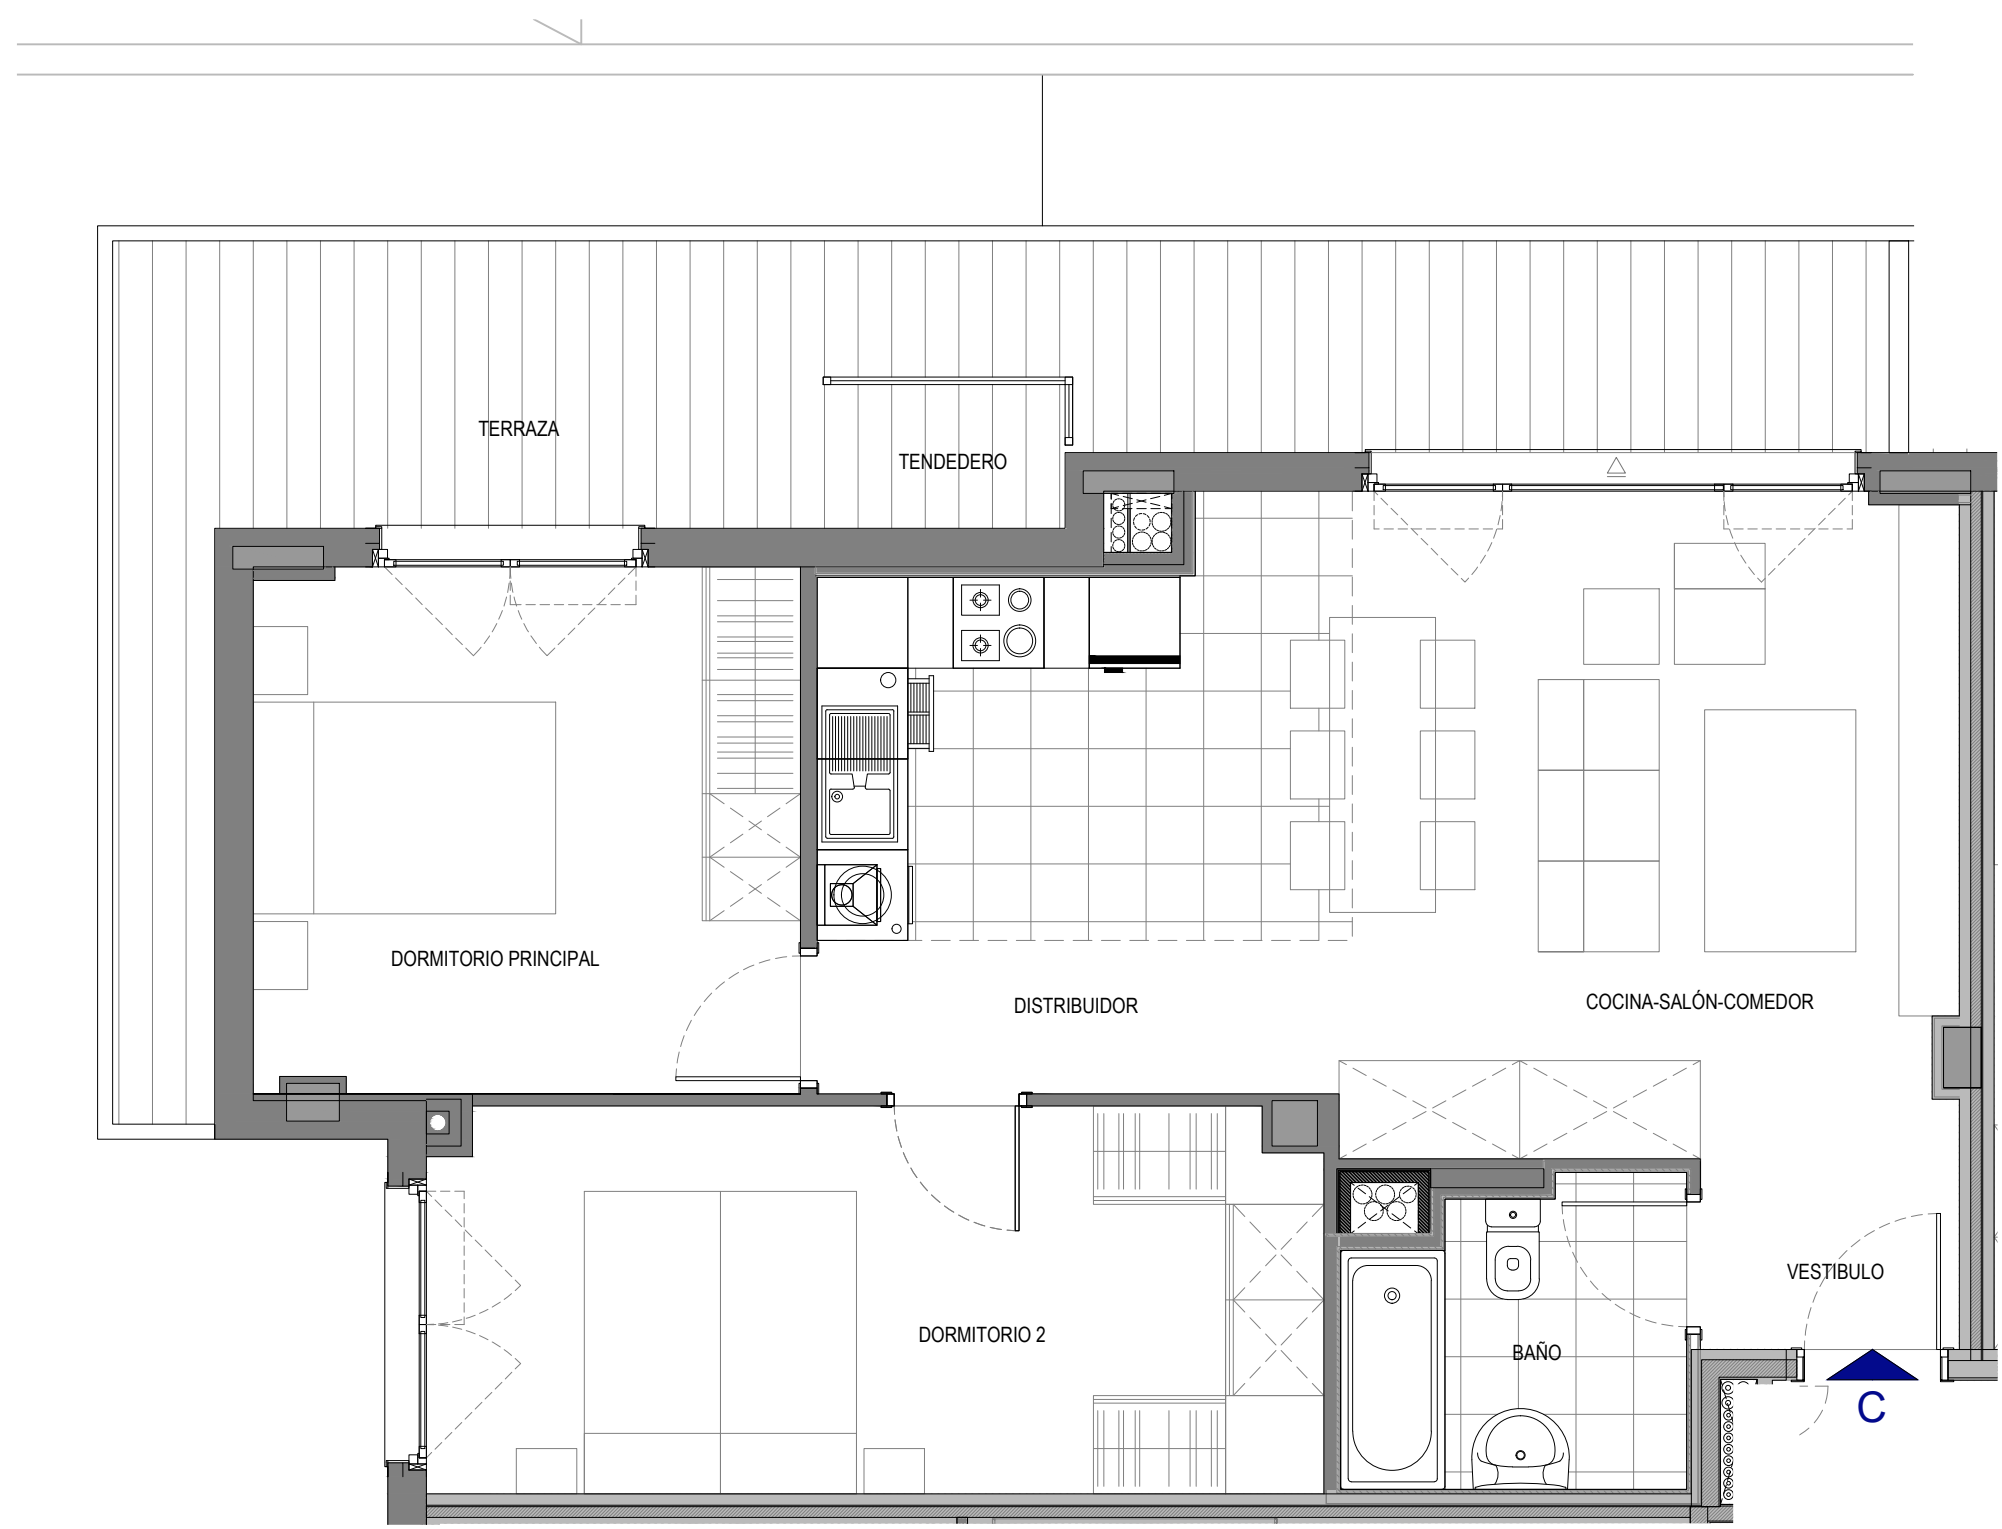 TERRAZA
TENDEDERO
DORMITORIO PRINCIPAL
DISTRIBUIDOR
COCINA-SALÓN-COMEDOR
VESTIBULO
DORMITORIO 2
BAÑO
C